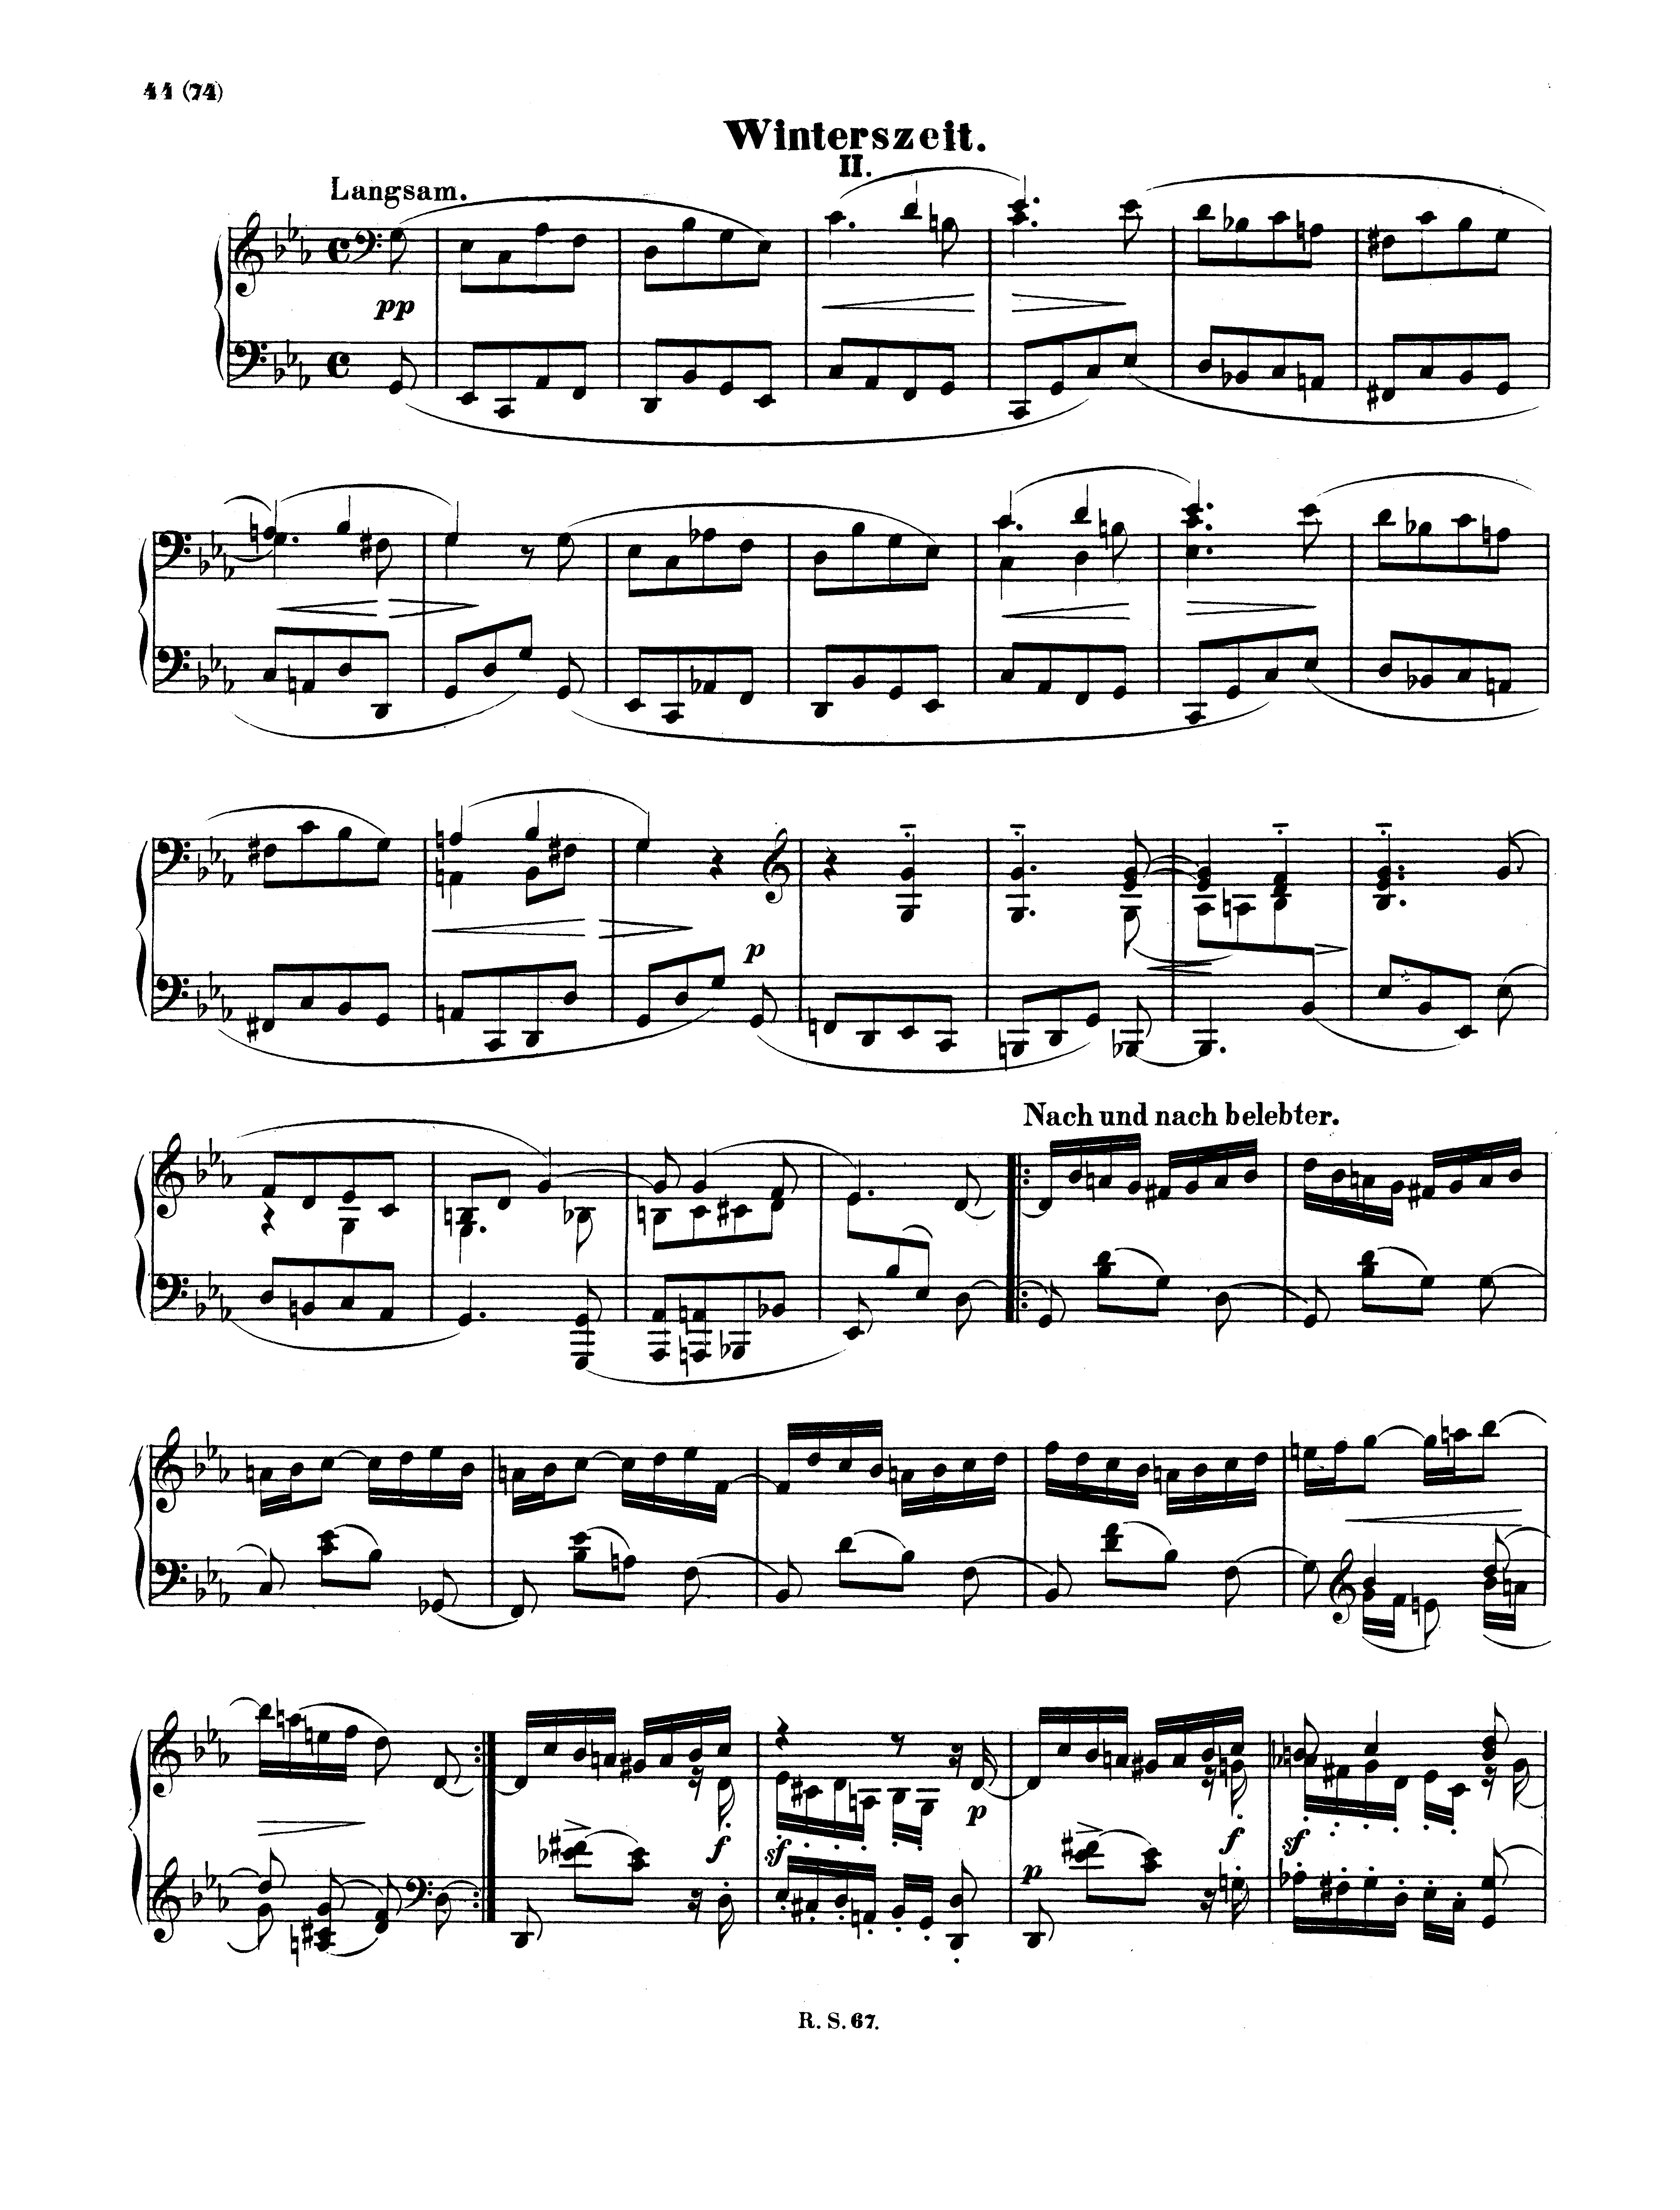 44 (74)
Winterszeit.
II.
Langsam.
pp
p
Nach und nach belebter.
f
sf
p
p
f
sf
R. S. 67.